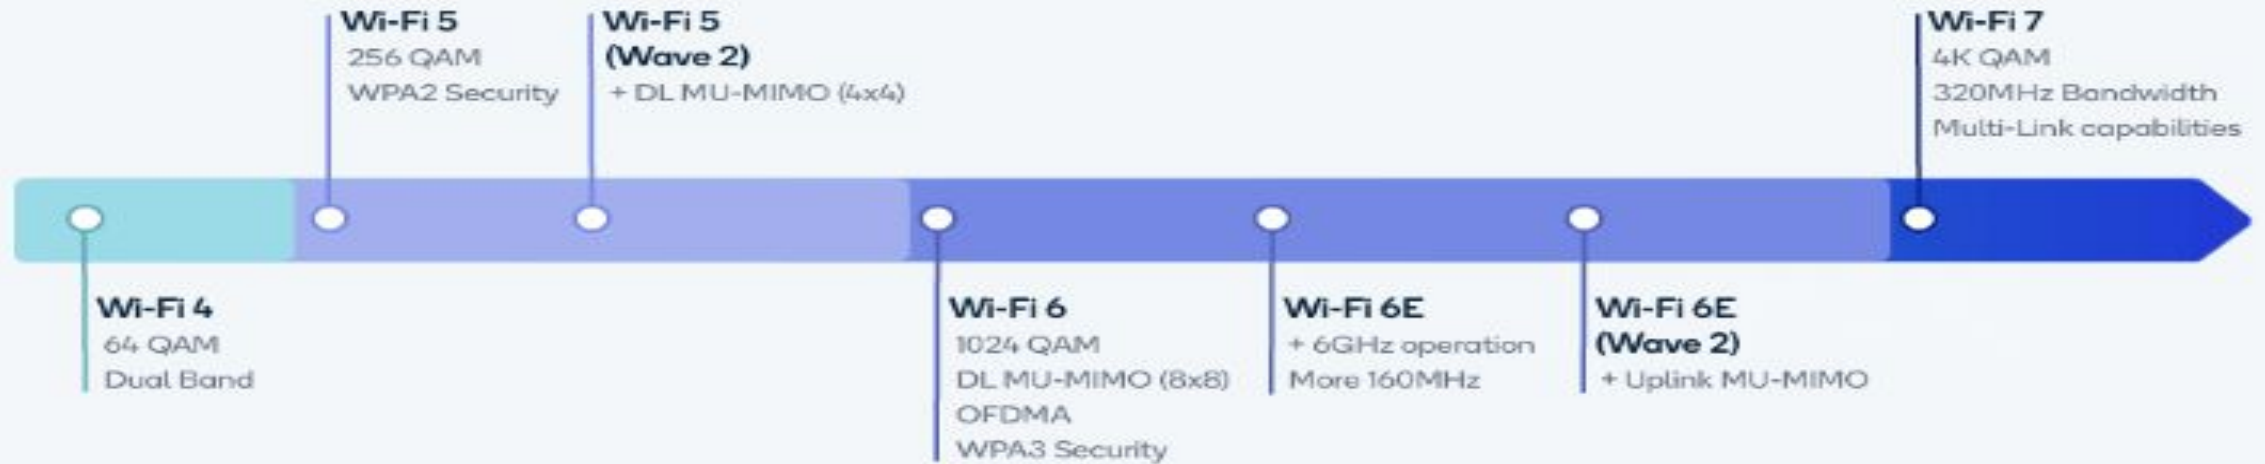 Wi-Fi 4
64 QAM
Dual Band
Wi-Fi 5
256 QAM
WPA2 Security
Wi-Fi 5
(Wave 2)
+ DL MU-MIMO (4x4)
Wi-Fi 6
1024 QAM
DL MU-MIMO (8x8)
OFDMA
WPA3 Security
Wi-Fi 6E
+ 6GHz operation
More 160MHz
Wi-Fi 6E
(Wave 2)
+ Uplink MU-MIMO
Wi-Fi 7
4K QAM
320MHz Bandwidth
Multi-Link capabilities